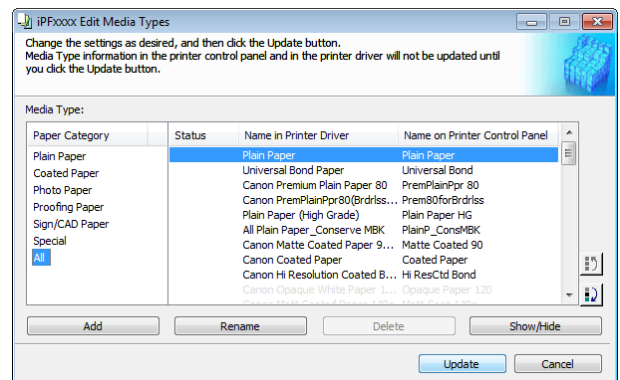 iPFxxxx Edit Media Types
Change the settings as desired, and then click the Update button.
Media Type information in the printer control panel and in the printer driver will not be updated until
you click the Update button.
Media Type:
Paper Category
Plain Paper
Coated Paper
Photo Paper
Proofing Paper
Sign/CAD Paper
Special
All
Status Name in Printer Driver Name on Printer Control Panel
Plain Paper Plain Paper
Universal Bond Paper Universal Bond
Canon Premium Plain Paper 80 PremPlainPpr 80
Canon PremPlainPpr80(Brdrlss... Prem80forBrdrlss
Plain Paper (High Grade) Plain Paper HG
All Plain Paper_Conserve MBK PlainP_ConsMBK
Canon Matte Coated Paper 9... Matte Coated 90
Canon Coated Paper Coated Paper
Canon Hi Resolution Coated B... Hi ResCtd Bond
Canon Opaque White Paper 1... Opaque Paper 120
Add Rename Delete Show/Hide
Update Cancel